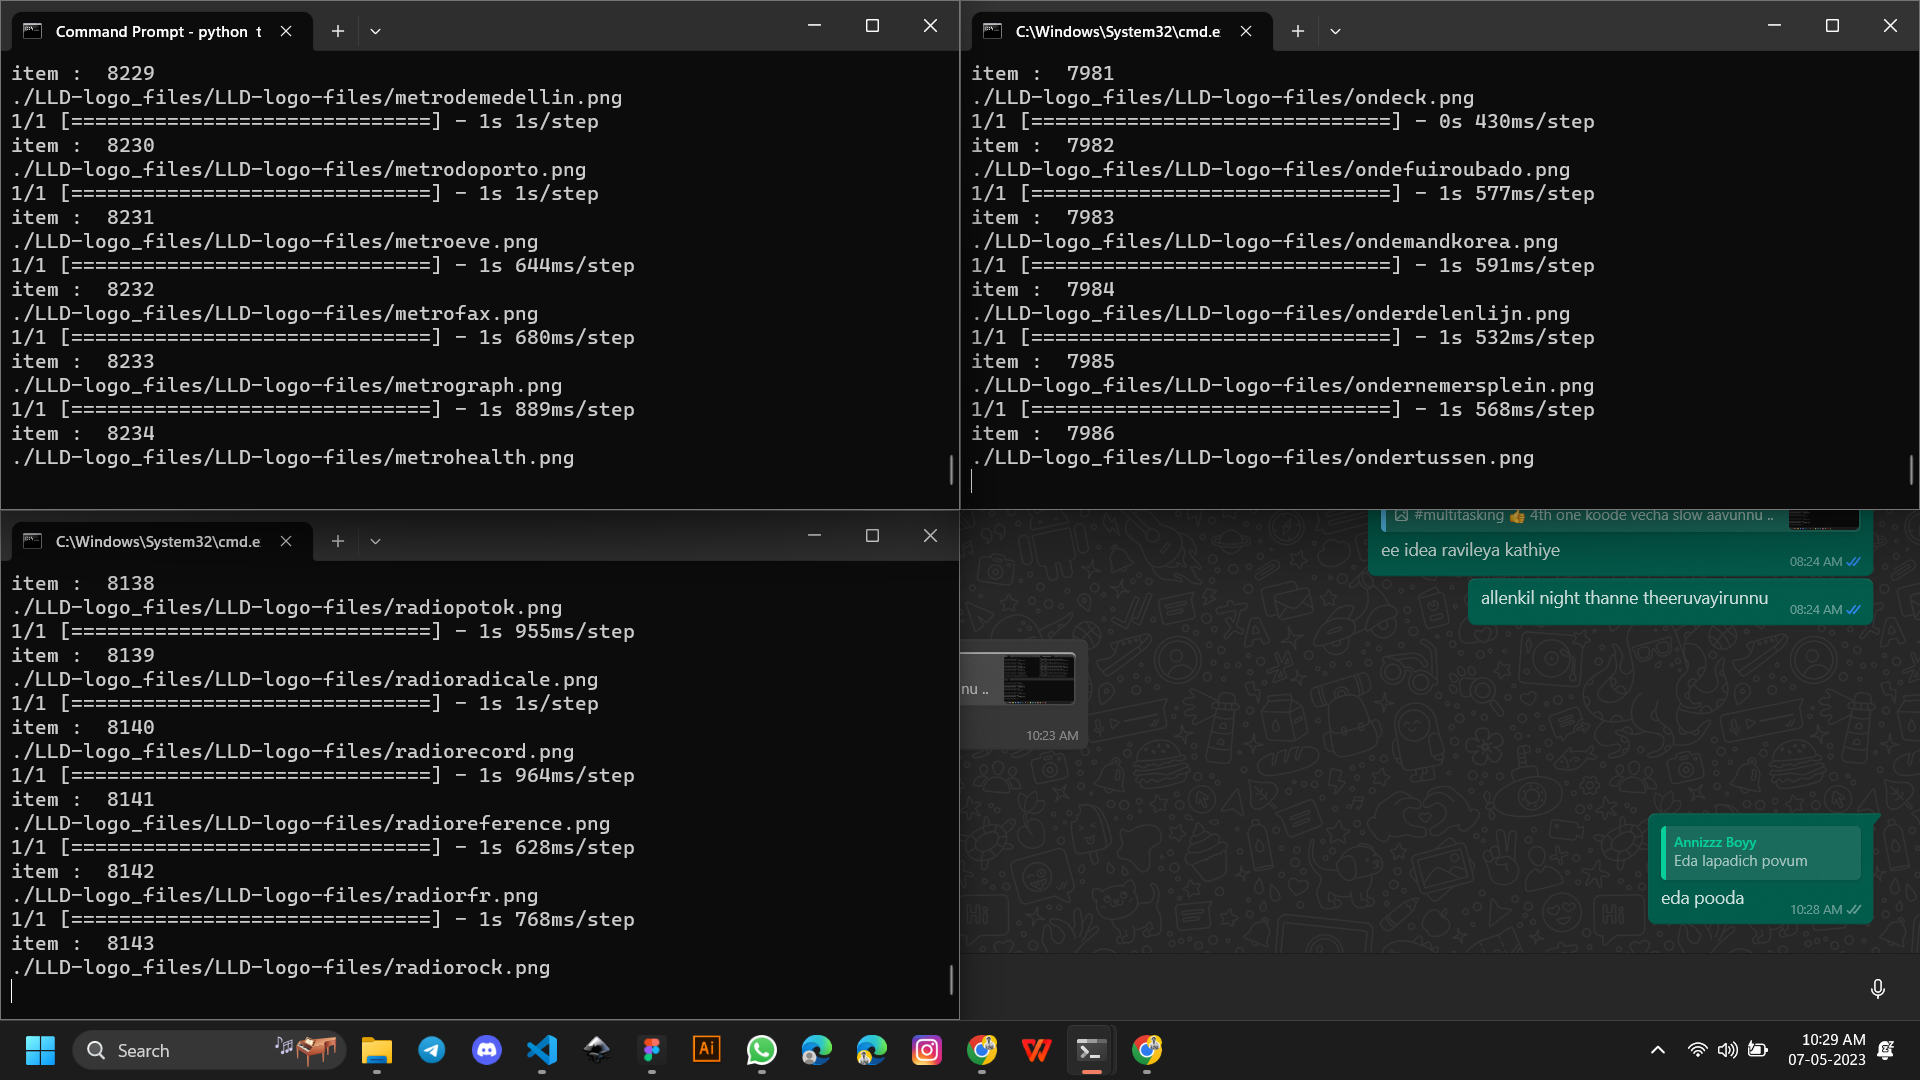 Command Prompt - python t
item :  8229
./LLD-logo_files/LLD-logo-files/metrodemedellin.png
1/1 [==============================] - 1s 1s/step
item :  8230
./LLD-logo_files/LLD-logo-files/metrodoporto.png
1/1 [==============================] - 1s 1s/step
item :  8231
./LLD-logo_files/LLD-logo-files/metroeve.png
1/1 [==============================] - 1s 644ms/step
item :  8232
./LLD-logo_files/LLD-logo-files/metrofax.png
1/1 [==============================] - 1s 680ms/step
item :  8233
./LLD-logo_files/LLD-logo-files/metrograph.png
1/1 [==============================] - 1s 889ms/step
item :  8234
./LLD-logo_files/LLD-logo-files/metrohealth.png
C:\Windows\System32\cmd.e
item :  7981
./LLD-logo_files/LLD-logo-files/ondeck.png
1/1 [==============================] - 0s 430ms/step
item :  7982
./LLD-logo_files/LLD-logo-files/ondefuiroubado.png
1/1 [==============================] - 1s 577ms/step
item :  7983
./LLD-logo_files/LLD-logo-files/ondemandkorea.png
1/1 [==============================] - 1s 591ms/step
item :  7984
./LLD-logo_files/LLD-logo-files/onderdelenlijn.png
1/1 [==============================] - 1s 532ms/step
item :  7985
./LLD-logo_files/LLD-logo-files/ondernemersplein.png
1/1 [==============================] - 1s 568ms/step
item :  7986
./LLD-logo_files/LLD-logo-files/ondertussen.png
C:\Windows\System32\cmd.e
item :  8138
./LLD-logo_files/LLD-logo-files/radiopotok.png
1/1 [==============================] - 1s 955ms/step
item :  8139
./LLD-logo_files/LLD-logo-files/radioradicale.png
1/1 [==============================] - 1s 1s/step
item :  8140
./LLD-logo_files/LLD-logo-files/radiorecord.png
1/1 [==============================] - 1s 964ms/step
item :  8141
./LLD-logo_files/LLD-logo-files/radioreference.png
1/1 [==============================] - 1s 628ms/step
item :  8142
./LLD-logo_files/LLD-logo-files/radiorfr.png
1/1 [==============================] - 1s 768ms/step
item :  8143
./LLD-logo_files/LLD-logo-files/radiorock.png
#multitasking 👍 4th one koode vecha slow aavunnu ..
ee idea ravileya kathiye
08:24 AM
allenkil night thanne theeruvayirunnu
08:24 AM
nu ..
10:23 AM
Annizzz Boyy
Eda lapadich povum
eda pooda
10:28 AM
Search
Ai
10:29 AM
07-05-2023